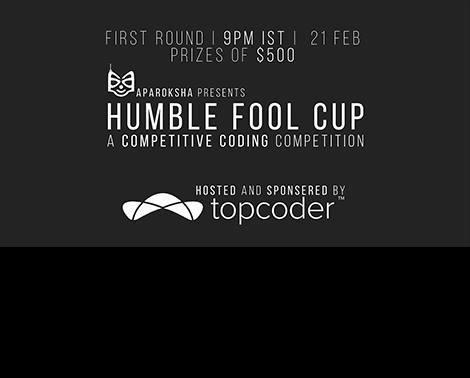 FIRST ROUND | 9PM IST | 21 FEB
PRIZES OF $500
APAROKSHA PRESENTS
HUMBLE FOOL CUP
A COMPETITIVE CODING COMPETITION
HOSTED AND SPONSERED BY
topcoder™